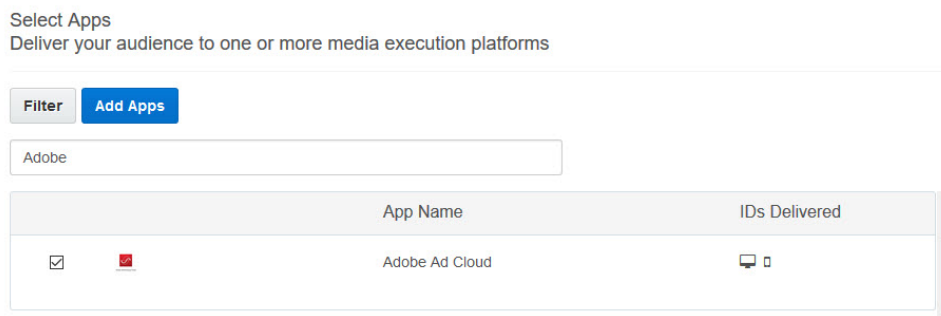 Select Apps
Deliver your audience to one or more media execution platforms
Filter Add Apps
Adobe
App Name IDs Delivered
Adobe Ad Cloud